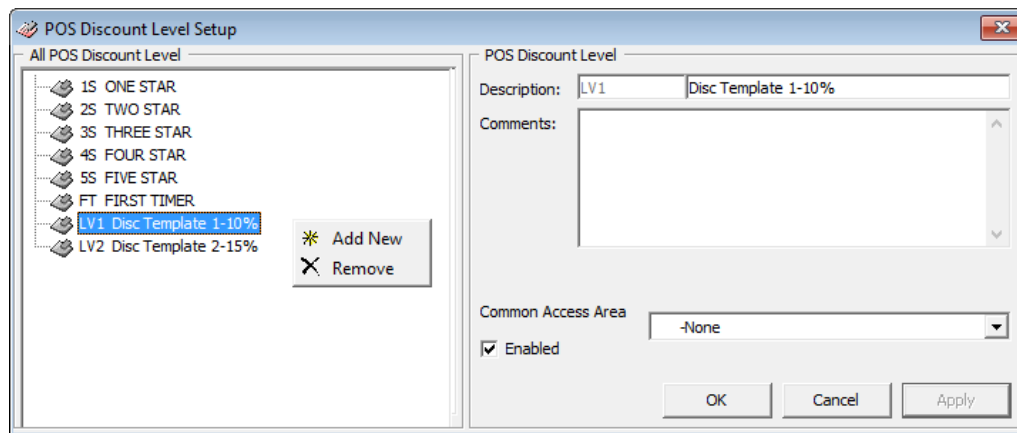 POS Discount Level Setup
All POS Discount Level
1S ONE STAR
2S TWO STAR
3S THREE STAR
4S FOUR STAR
5S FIVE STAR
FT FIRST TIMER
LV1 Disc Template 1-10%
LV2 Disc Template 2-15%
Add New
Remove
POS Discount Level
Description: LV1 Disc Template 1-10%
Comments:
Common Access Area -None
Enabled
OK Cancel Apply